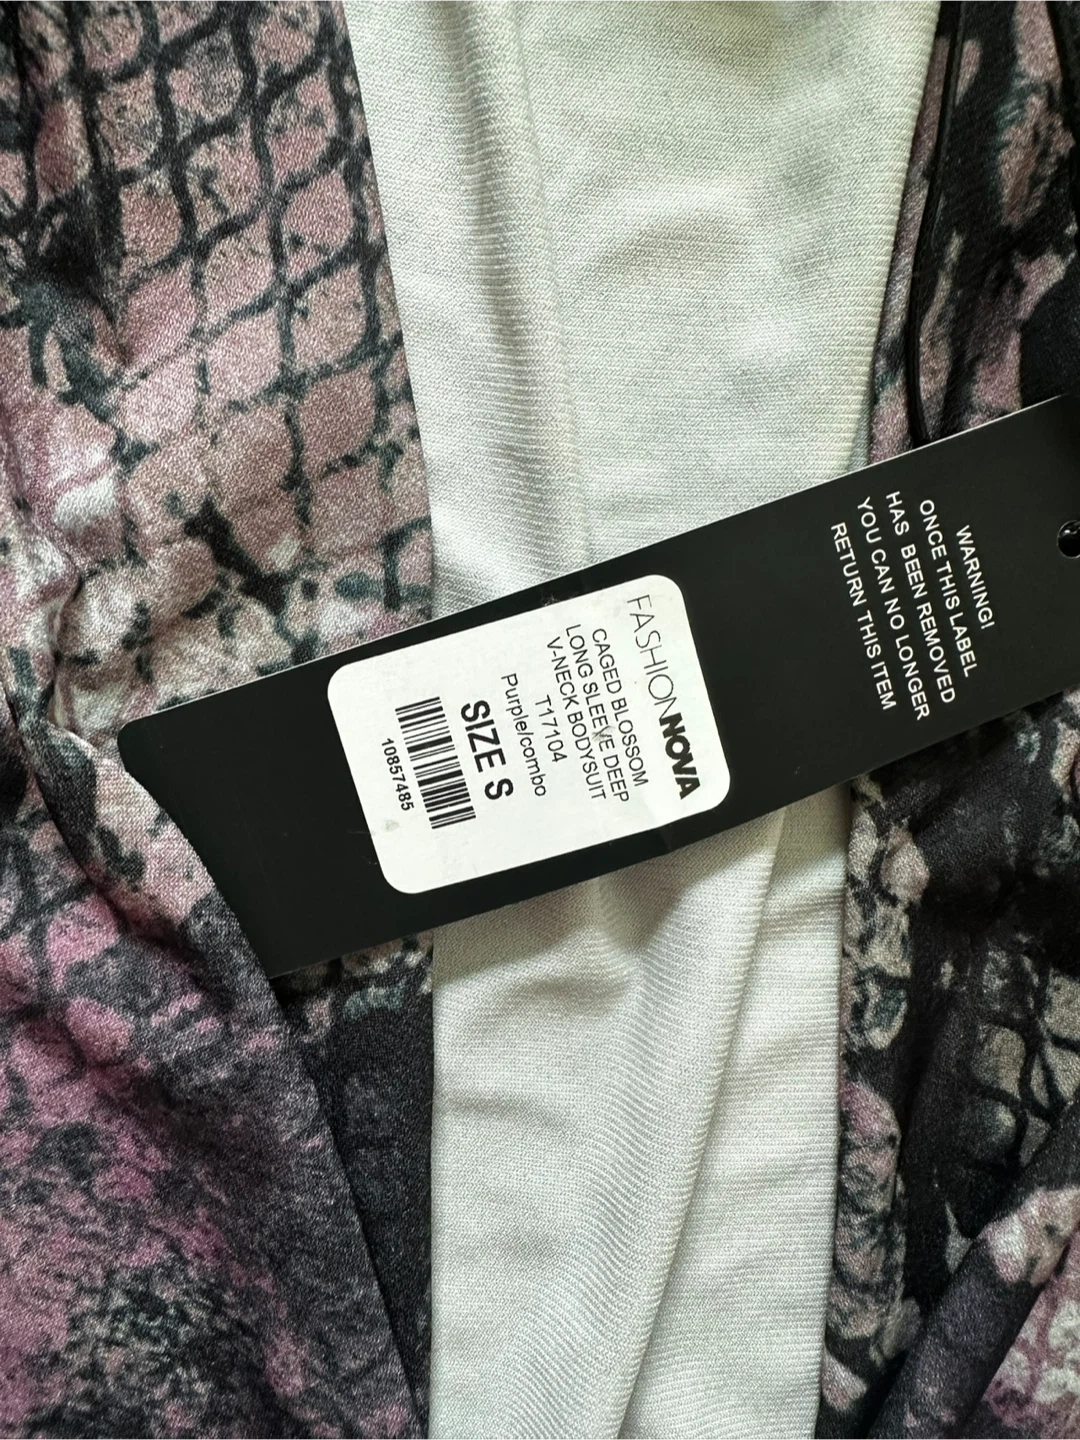 FASHIONNOVA
CAGED BLOSSOM
LONG SLEEVE DEEP
V-NECK BODYSUIT
T17104
Purple/combo
SIZE S
10857485
WARNING!
ONCE THIS LABEL
HAS BEEN REMOVED
YOU CAN NO LONGER
RETURN THIS ITEM